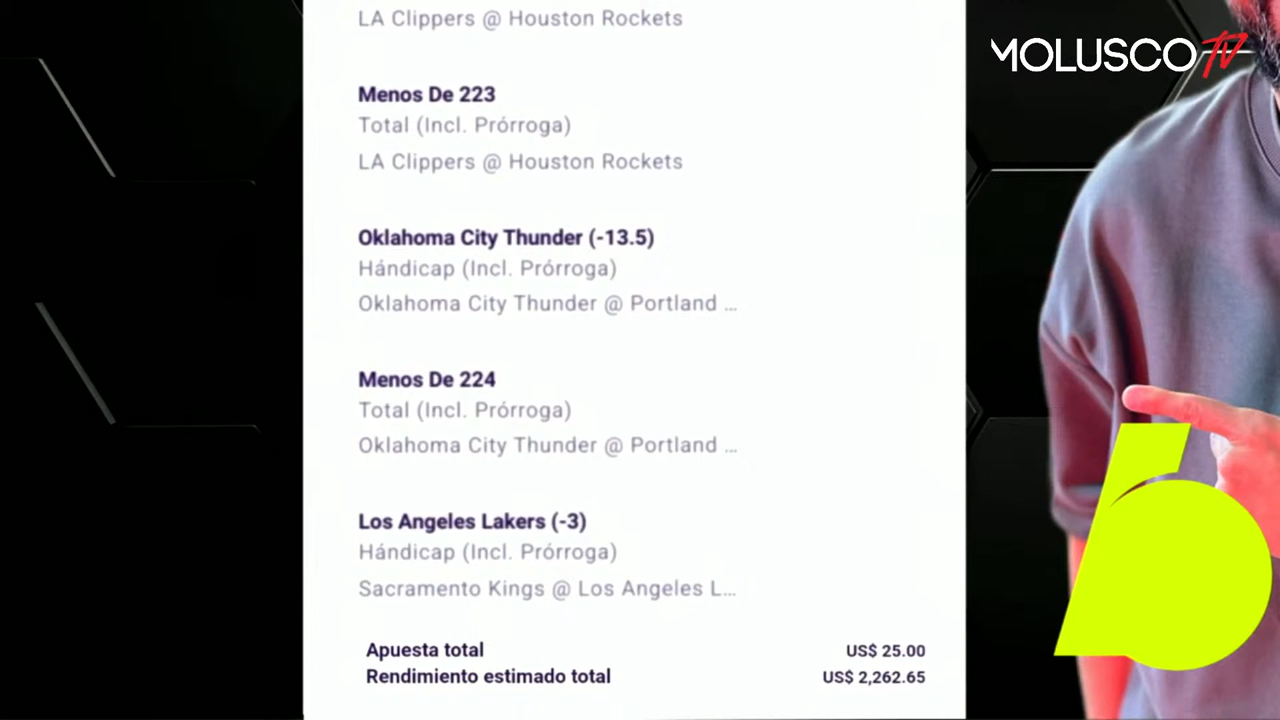 LA Clippers @ Houston Rockets
MOLUSCO TV
Menos De 223
Total (Incl. Prórroga)
LA Clippers @ Houston Rockets
Oklahoma City Thunder (-13.5)
Hándicap (Incl. Prórroga)
Oklahoma City Thunder @ Portland ...
Menos De 224
Total (Incl. Prórroga)
Oklahoma City Thunder @ Portland ...
Los Angeles Lakers (-3)
Hándicap (Incl. Prórroga)
Sacramento Kings @ Los Angeles L...
Apuesta total US$ 25.00
Rendimiento estimado total US$ 2,262.65